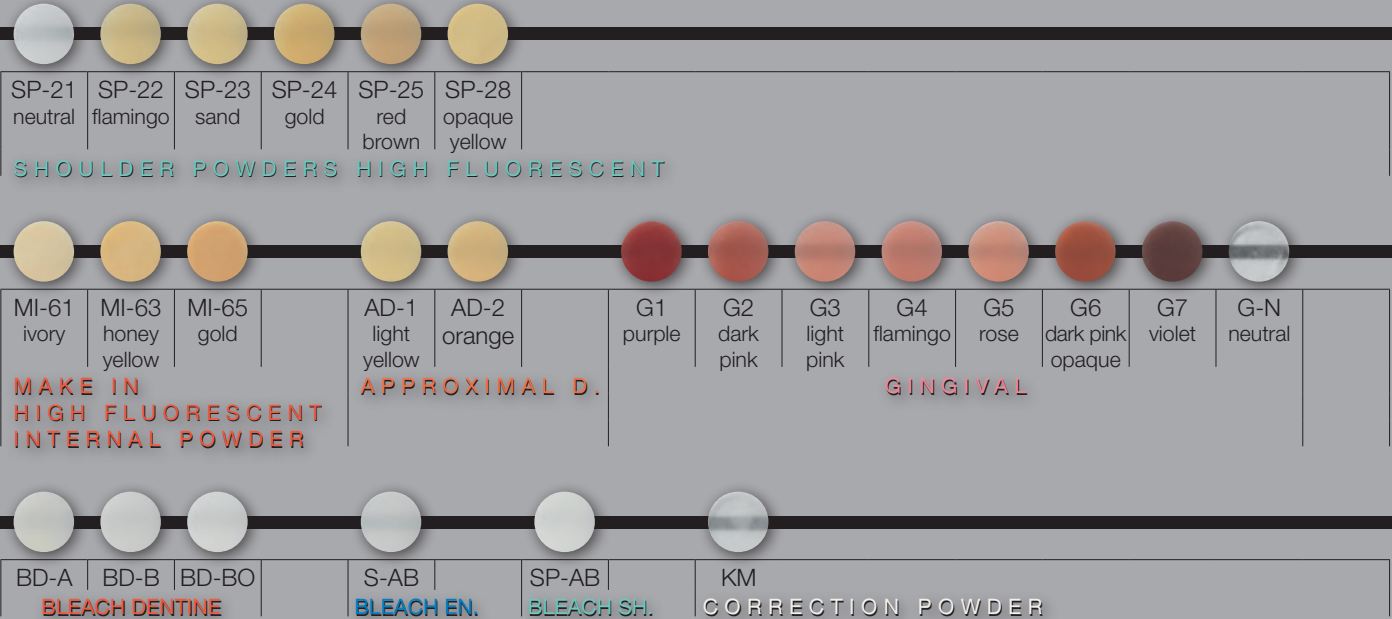 SP-21 SP-22 SP-23 SP-24 SP-25 SP-28
neutral flamingo sand gold red opaque
brown yellow
SHOULDER POWDERS HIGH FLUORESCENT
MI-61 MI-63 MI-65 AD-1 AD-2 G1 G2 G3 G4 G5 G6 G7 G-N
ivory honey gold light orange purple dark light flamingo rose dark pink violet neutral
yellow yellow pink pink opaque
MAKE IN APPROXIMAL D. GINGIVAL
HIGH FLUORESCENT
INTERNAL POWDER
BD-A BD-B BD-BO S-AB SP-AB KM
BLEACH DENTINE BLEACH EN. BLEACH SH. CORRECTION POWDER